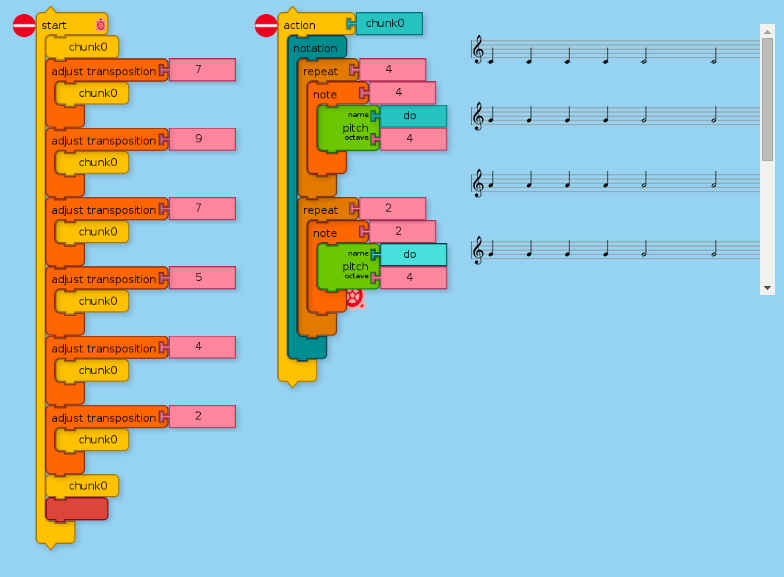 start
chunk0
adjust transposition 7
chunk0
adjust transposition 9
chunk0
adjust transposition 7
chunk0
adjust transposition 5
chunk0
adjust transposition 4
chunk0
adjust transposition 2
chunk0
chunk0
action chunk0
notation
repeat 4
note 4
name do
pitch
octave 4
repeat 2
note 2
name do
pitch
octave 4